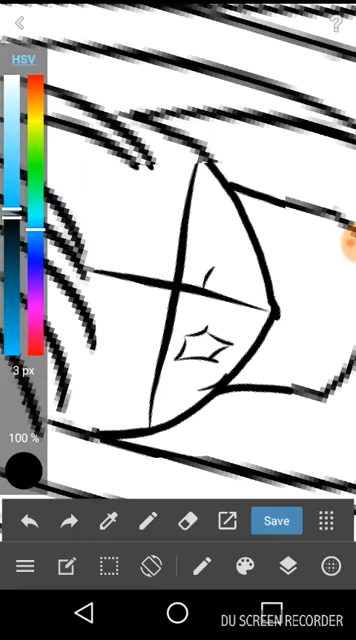 ?
HSV
3 px
100 %
Save
DU SCREEN RECORDER